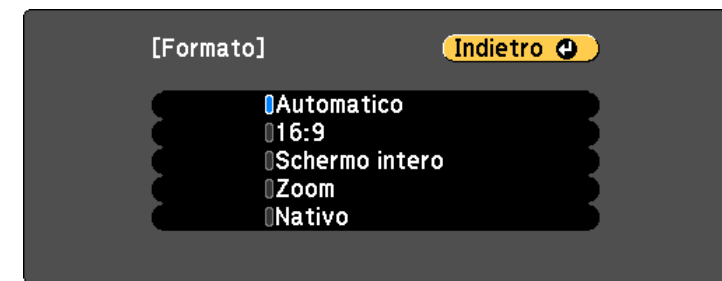 [Formato]
Indietro
Automatico
16:9
Schermo intero
Zoom
Nativo